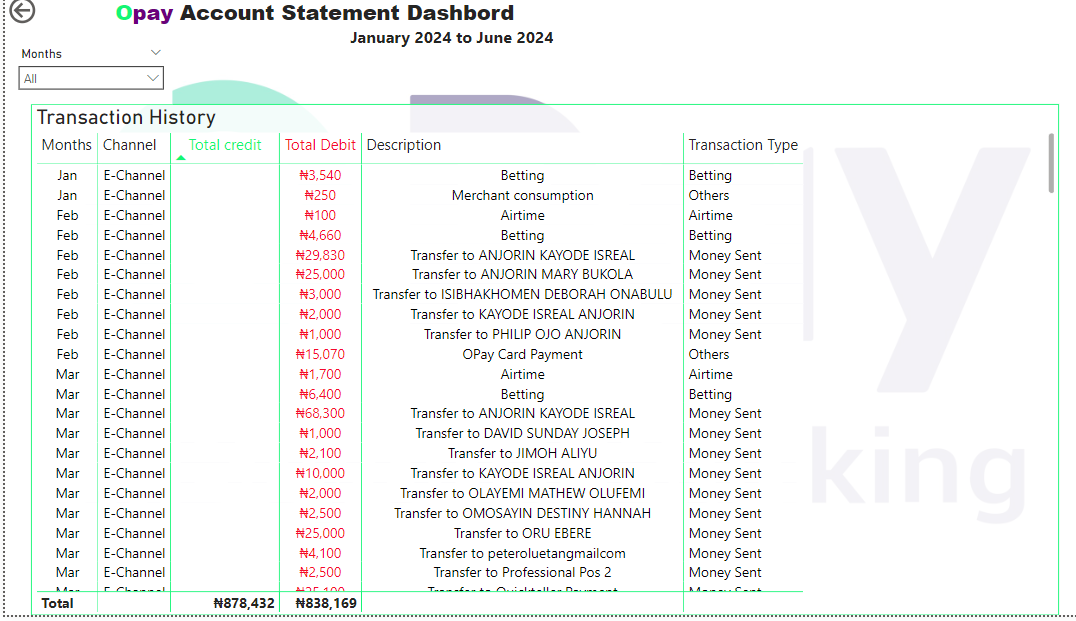 Opay Account Statement Dashbord
January 2024 to June 2024
Months
All
Transaction History
Months Channel Total credit Total Debit Description Transaction Type
Jan E-Channel ₦3,540 Betting Betting
Jan E-Channel ₦250 Merchant consumption Others
Feb E-Channel ₦100 Airtime Airtime
Feb E-Channel ₦4,660 Betting Betting
Feb E-Channel ₦29,830 Transfer to ANJORIN KAYODE ISREAL Money Sent
Feb E-Channel ₦25,000 Transfer to ANJORIN MARY BUKOLA Money Sent
Feb E-Channel ₦3,000 Transfer to ISIBHAKHOMEN DEBORAH ONABULU Money Sent
Feb E-Channel ₦2,000 Transfer to KAYODE ISREAL ANJORIN Money Sent
Feb E-Channel ₦1,000 Transfer to PHILIP OJO ANJORIN Money Sent
Feb E-Channel ₦15,070 OPay Card Payment Others
Mar E-Channel ₦1,700 Airtime Airtime
Mar E-Channel ₦6,400 Betting Betting
Mar E-Channel ₦68,300 Transfer to ANJORIN KAYODE ISREAL Money Sent
Mar E-Channel ₦1,000 Transfer to DAVID SUNDAY JOSEPH Money Sent
Mar E-Channel ₦2,100 Transfer to JIMOH ALIYU Money Sent
Mar E-Channel ₦10,000 Transfer to KAYODE ISREAL ANJORIN Money Sent
Mar E-Channel ₦2,000 Transfer to OLAYEMI MATHEW OLUFEMI Money Sent
Mar E-Channel ₦2,500 Transfer to OMOSAYIN DESTINY HANNAH Money Sent
Mar E-Channel ₦25,000 Transfer to ORU EBERE Money Sent
Mar E-Channel ₦4,100 Transfer to peteroluetangmailcom Money Sent
Mar E-Channel ₦2,500 Transfer to Professional Pos 2 Money Sent
Mar E-Channel Transfer to Quickteller Payment Money Sent
Total ₦878,432 ₦838,169
y
king